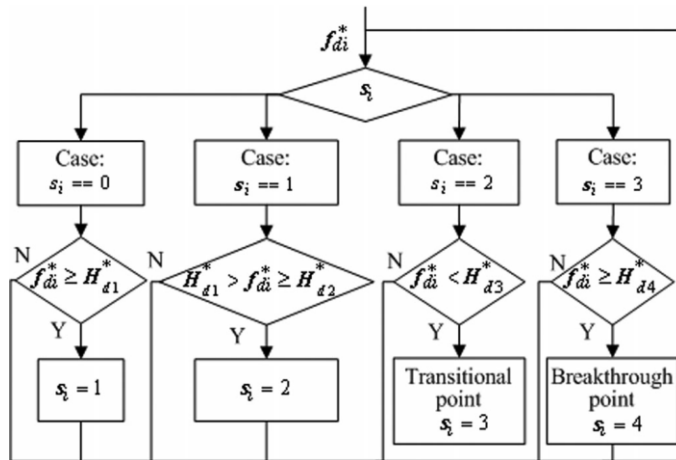 f*di
si
Case:
si == 0
Case:
si == 1
Case:
si == 2
Case:
si == 3
N
f*di ≥ H*d1
Y
N
H*d1 > f*di ≥ H*d2
Y
N
f*di < H*d3
Y
N
f*di ≥ H*d4
Y
si = 1
si = 2
Transitional
point
si = 3
Breakthrough
point
si = 4